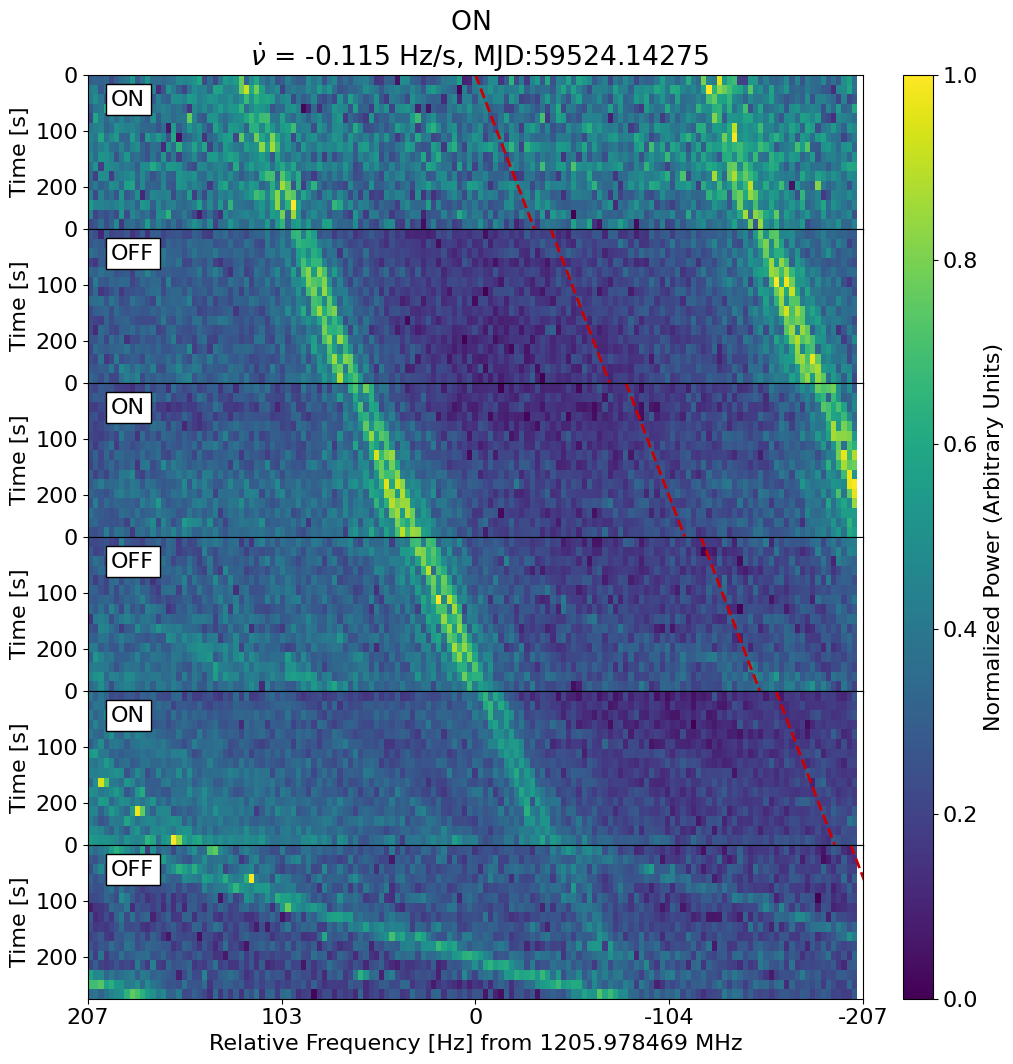 ON
ν̇ = -0.115 Hz/s, MJD:59524.14275
0
100
200
Time [s]
ON
0
100
200
Time [s]
OFF
0
100
200
Time [s]
ON
0
100
200
Time [s]
OFF
0
100
200
Time [s]
ON
0
100
200
Time [s]
OFF
207
103
0
-104
-207
Relative Frequency [Hz] from 1205.978469 MHz
1.0
0.8
0.6
0.4
0.2
0.0
Normalized Power (Arbitrary Units)